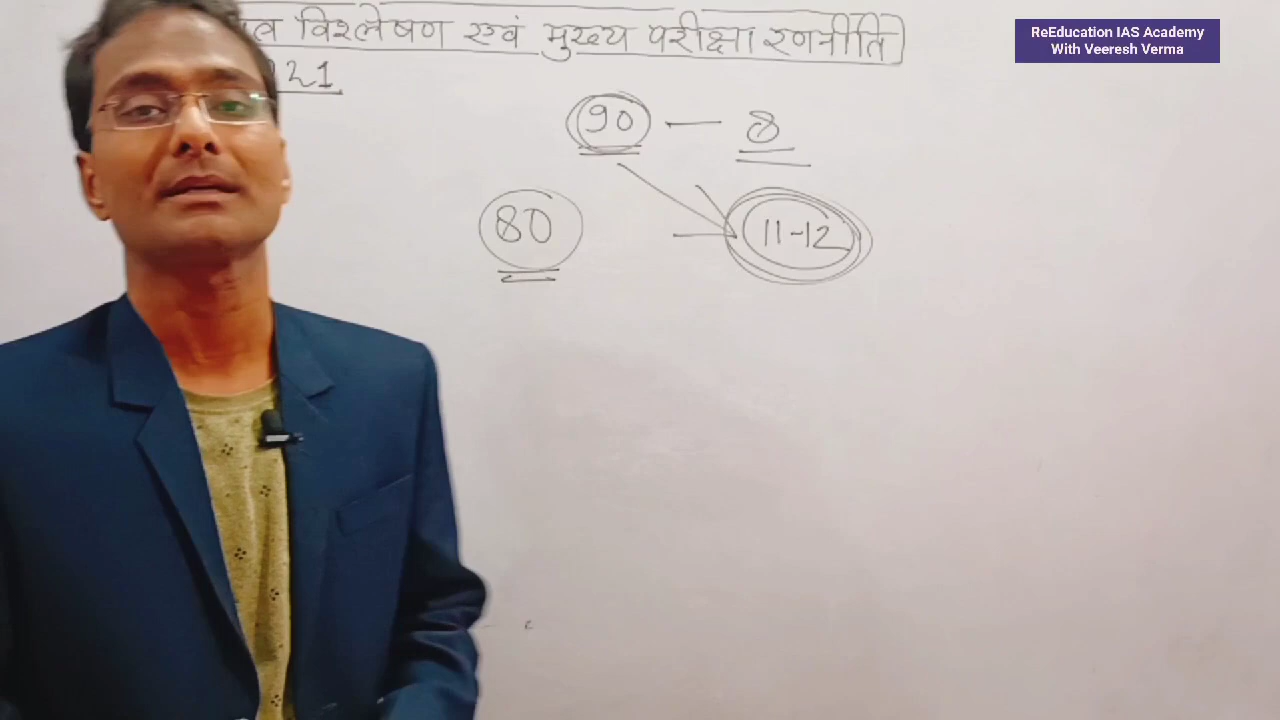 विश्लेषण एवं मुख्य परीक्षा रणनीति
21
90 — 8
80
11-12
ReEducation IAS Academy
With Veeresh Verma